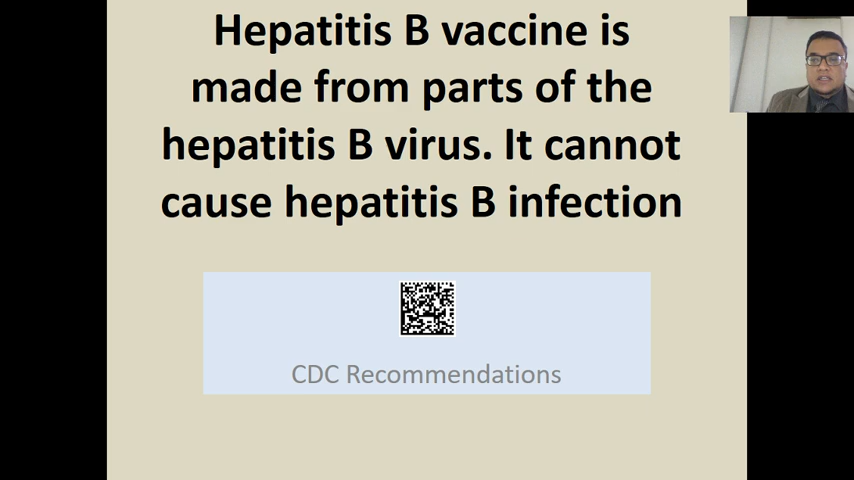 Hepatitis B vaccine is
made from parts of the
hepatitis B virus. It cannot
cause hepatitis B infection
CDC Recommendations